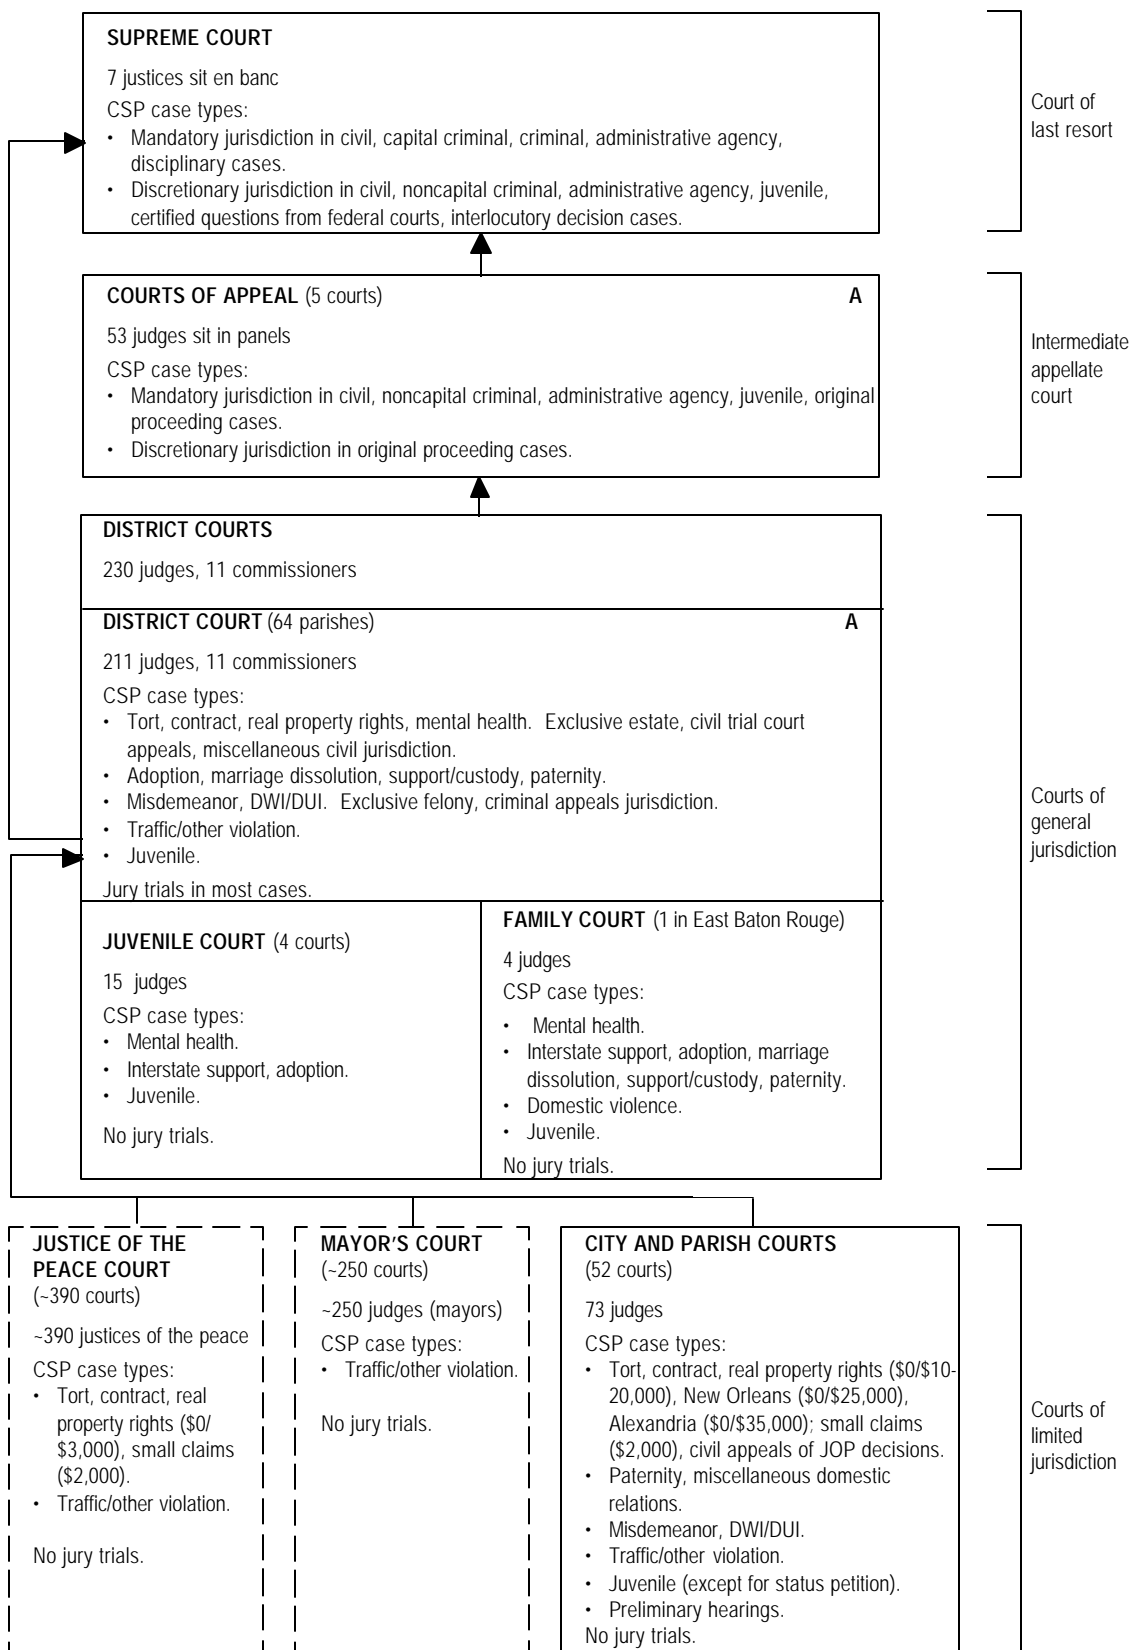 SUPREME COURT
7 justices sit en banc
CSP case types:
• Mandatory jurisdiction in civil, capital criminal, criminal, administrative agency,
disciplinary cases.
• Discretionary jurisdiction in civil, noncapital criminal, administrative agency, juvenile,
certified questions from federal courts, interlocutory decision cases.
Court of
last resort
COURTS OF APPEAL (5 courts) A
53 judges sit in panels
CSP case types:
• Mandatory jurisdiction in civil, noncapital criminal, administrative agency, juvenile, original
proceeding cases.
• Discretionary jurisdiction in original proceeding cases.
Intermediate
appellate
court
DISTRICT COURTS
230 judges, 11 commissioners
DISTRICT COURT (64 parishes) A
211 judges, 11 commissioners
CSP case types:
• Tort, contract, real property rights, mental health. Exclusive estate, civil trial court
appeals, miscellaneous civil jurisdiction.
• Adoption, marriage dissolution, support/custody, paternity.
• Misdemeanor, DWI/DUI. Exclusive felony, criminal appeals jurisdiction.
• Traffic/other violation.
• Juvenile.
Jury trials in most cases.
Courts of
general
jurisdiction
JUVENILE COURT (4 courts)
15 judges
CSP case types:
• Mental health.
• Interstate support, adoption.
• Juvenile.
No jury trials.
FAMILY COURT (1 in East Baton Rouge)
4 judges
CSP case types:
• Mental health.
• Interstate support, adoption, marriage
dissolution, support/custody, paternity.
• Domestic violence.
• Juvenile.
No jury trials.
JUSTICE OF THE
PEACE COURT
(~390 courts)
~390 justices of the peace
CSP case types:
• Tort, contract, real
property rights ($0/
$3,000), small claims
($2,000).
• Traffic/other violation.
No jury trials.
MAYOR'S COURT
(~250 courts)
~250 judges (mayors)
CSP case types:
• Traffic/other violation.
No jury trials.
CITY AND PARISH COURTS
(52 courts)
73 judges
CSP case types:
• Tort, contract, real property rights ($0/$10-
20,000), New Orleans ($0/$25,000),
Alexandria ($0/$35,000); small claims
($2,000), civil appeals of JOP decisions.
• Paternity, miscellaneous domestic
relations.
• Misdemeanor, DWI/DUI.
• Traffic/other violation.
• Juvenile (except for status petition).
• Preliminary hearings.
No jury trials.
Courts of
limited
jurisdiction